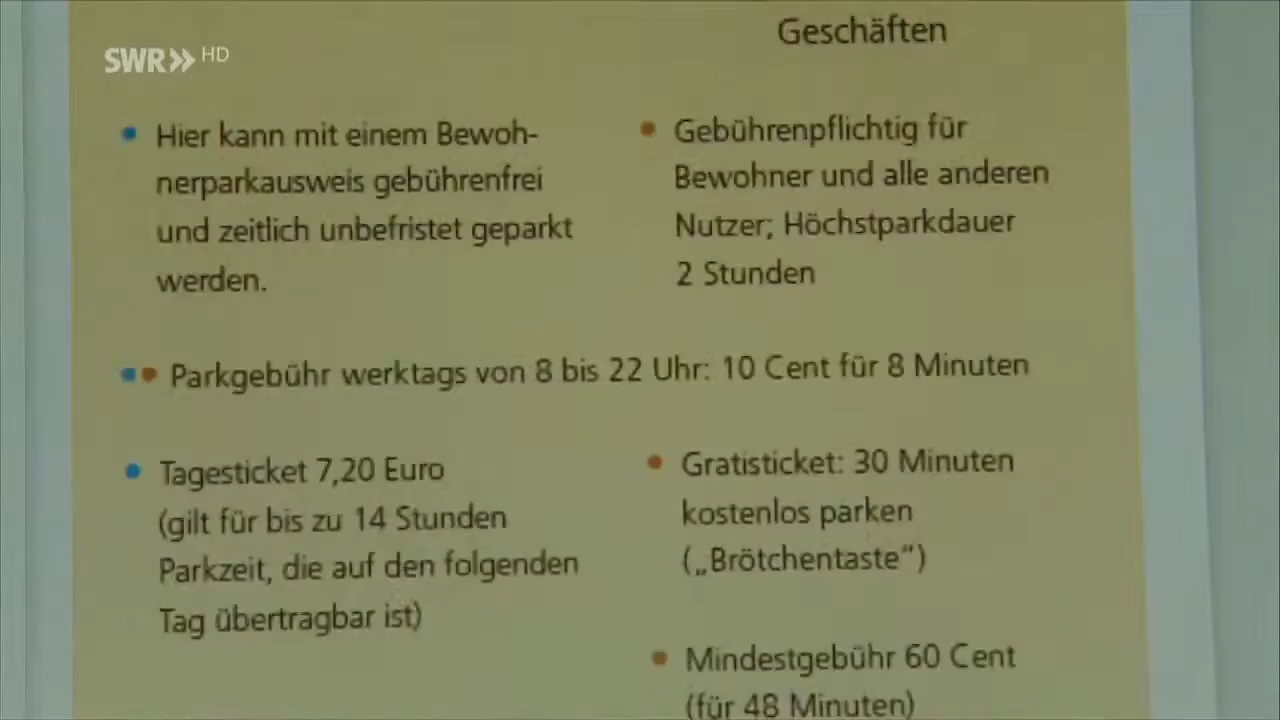 SWR» HD
Geschäften
Hier kann mit einem Bewoh-
nerparkausweis gebührenfrei
und zeitlich unbefristet geparkt
werden.
Gebührenpflichtig für
Bewohner und alle anderen
Nutzer; Höchstparkdauer
2 Stunden
Parkgebühr werktags von 8 bis 22 Uhr: 10 Cent für 8 Minuten
Tagesticket 7,20 Euro
(gilt für bis zu 14 Stunden
Parkzeit, die auf den folgenden
Tag übertragbar ist)
Gratisticket: 30 Minuten
kostenlos parken
(„Brötchentaste“)
Mindestgebühr 60 Cent
(für 48 Minuten)